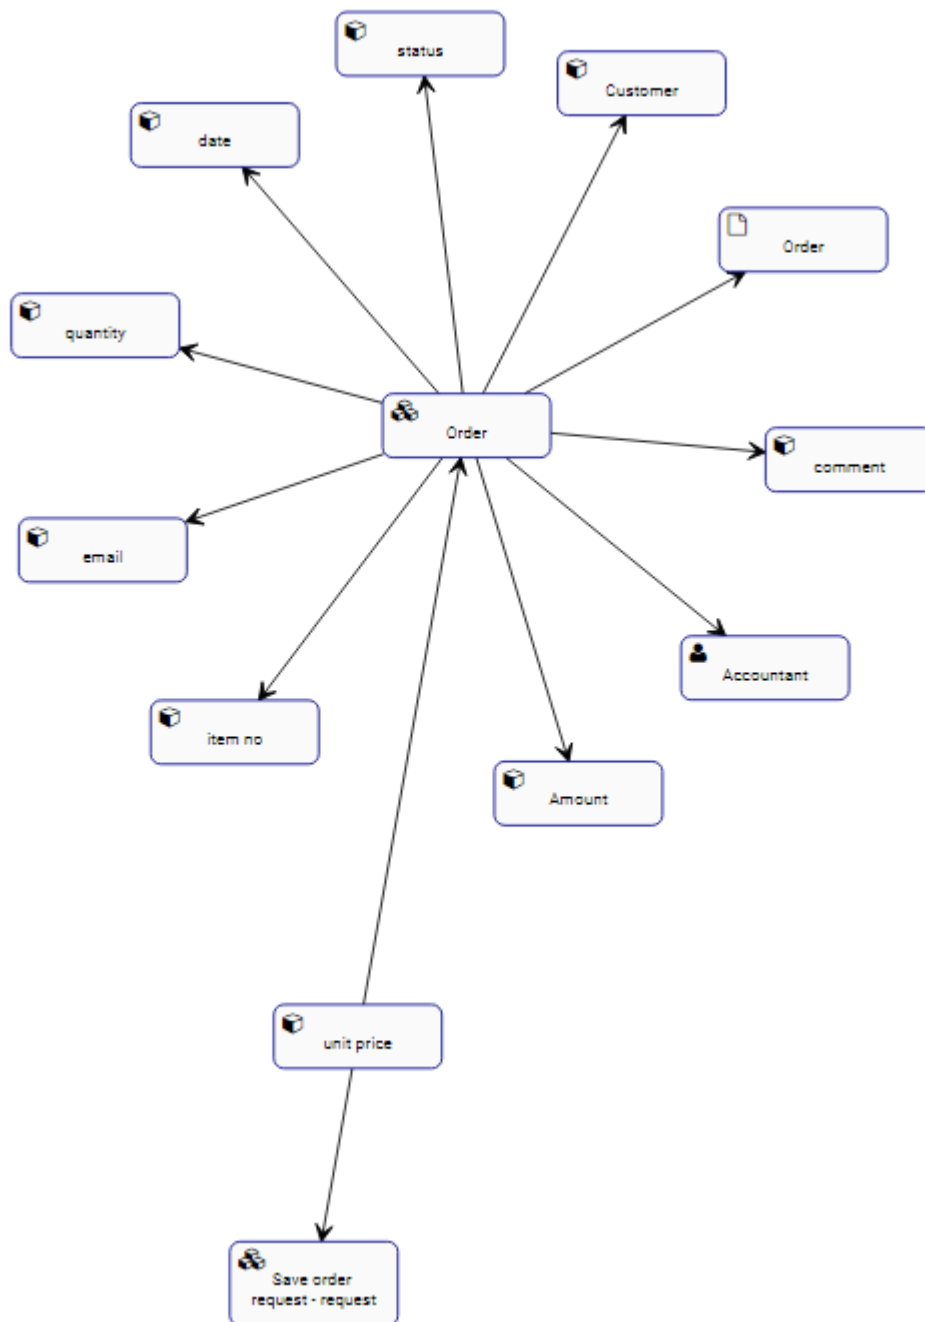 status
Customer
date
Order
quantity
Order
comment
email
Accountant
item no
Amount
unit price
Save order
request - request